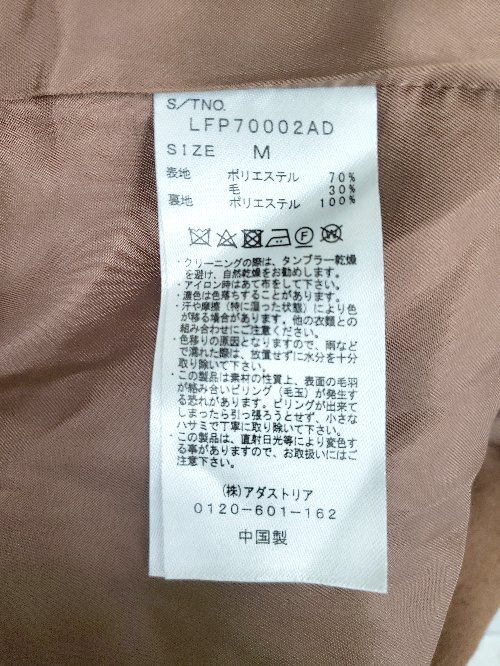 S/TNO.
LFP70002AD
SIZE M
表地 ポリエステル 70%
毛 30%
裏地 ポリエステル 100%
・クリーニングの際は、タンブラー乾燥
を避け、自然乾燥をお勧めします。
・アイロン時はあて布をして下さい。
・濃色は色落ちすることがあります。
・汗や摩擦（特に湿った状態）により色
が移る場合があります。他の衣類との
組み合わせにご注意ください。
・色移りの原因となりますので、雨など
で濡れた際は、放置せずに水分を十分
取り除いて下さい。
・この製品は素材の性質上、表面の毛羽
が絡み合いピリング（毛玉）が発生す
る恐れがあります。ピリングが出来て
しまったら引っ張ろうとせず、小さな
ハサミで丁寧に取り除いて下さい。
・この製品は、直射日光等により変色す
る事がありますので、お取扱いにはご
注意下さい。
(株)アダストリア
0120-601-162
中国製